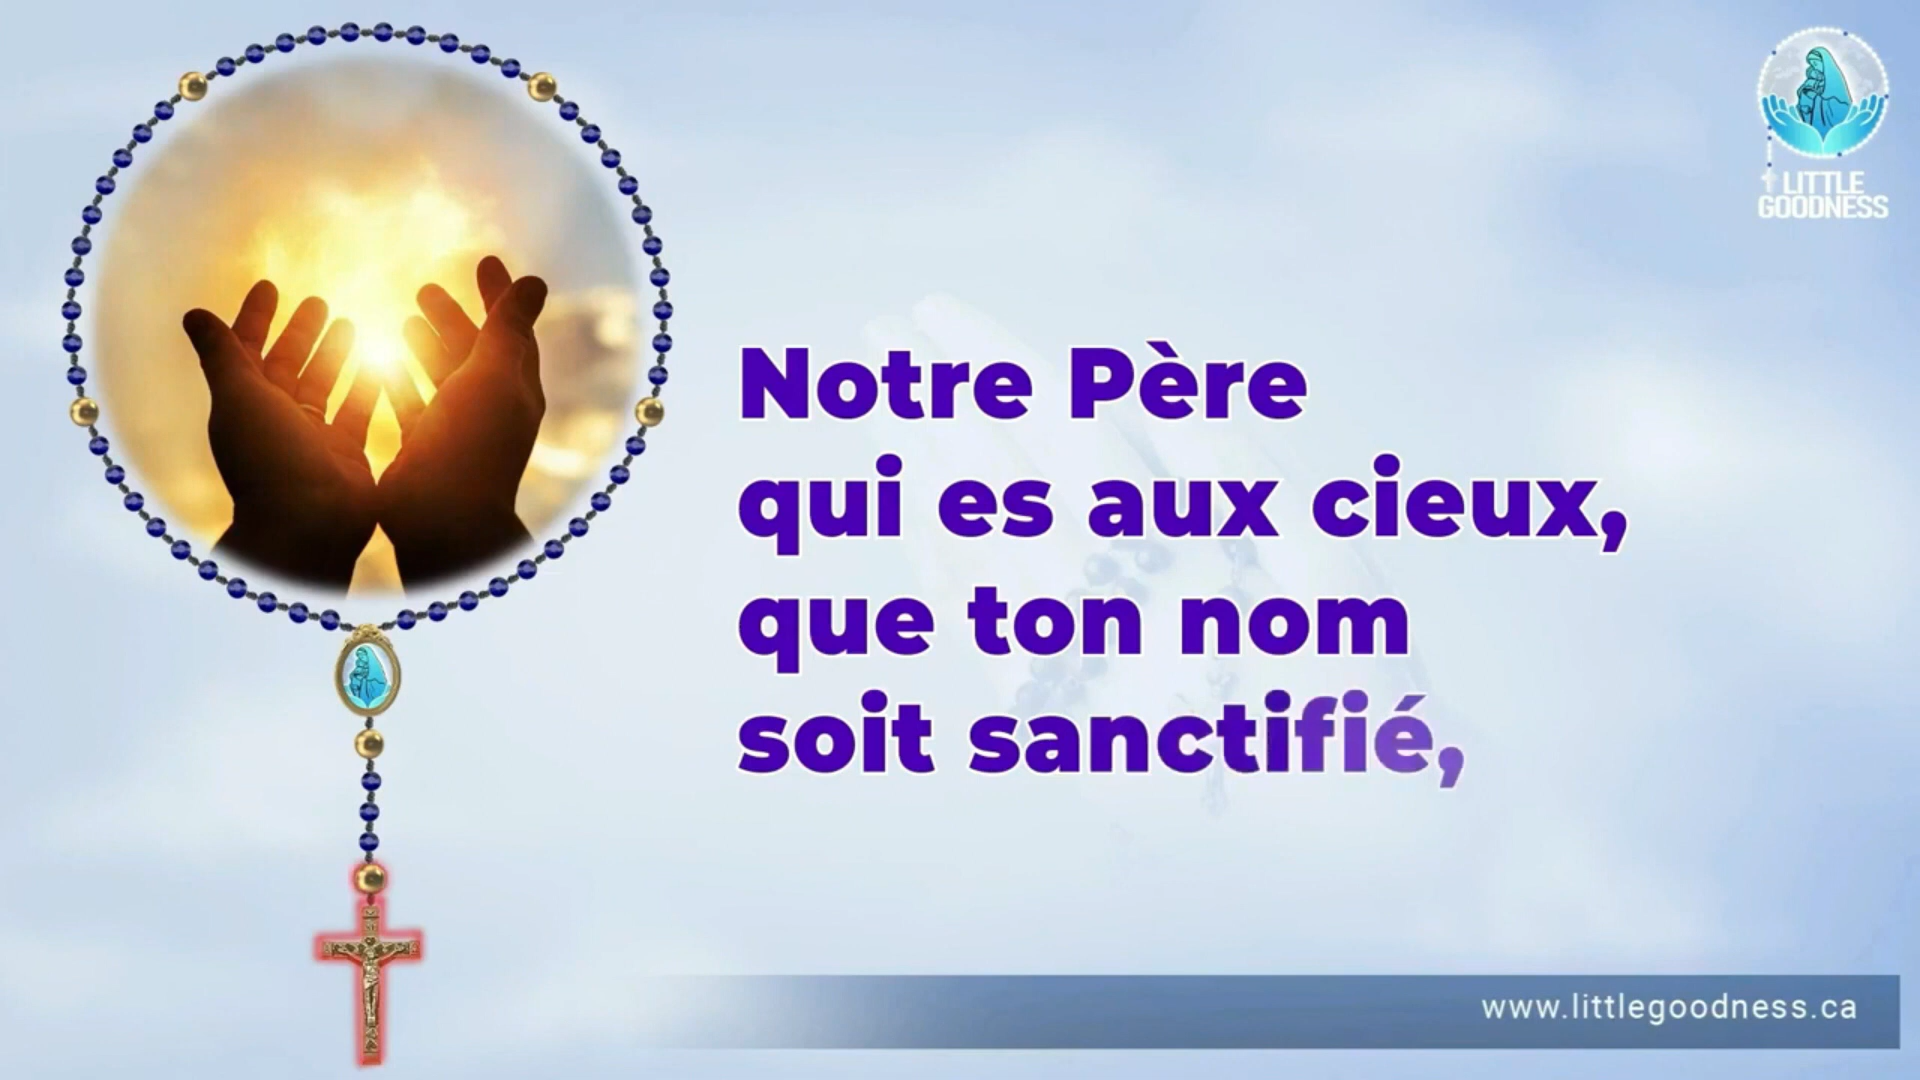 LITTLE
GOODNESS
Notre Père
qui es aux cieux,
que ton nom
soit sanctifié,
www.littlegoodness.ca